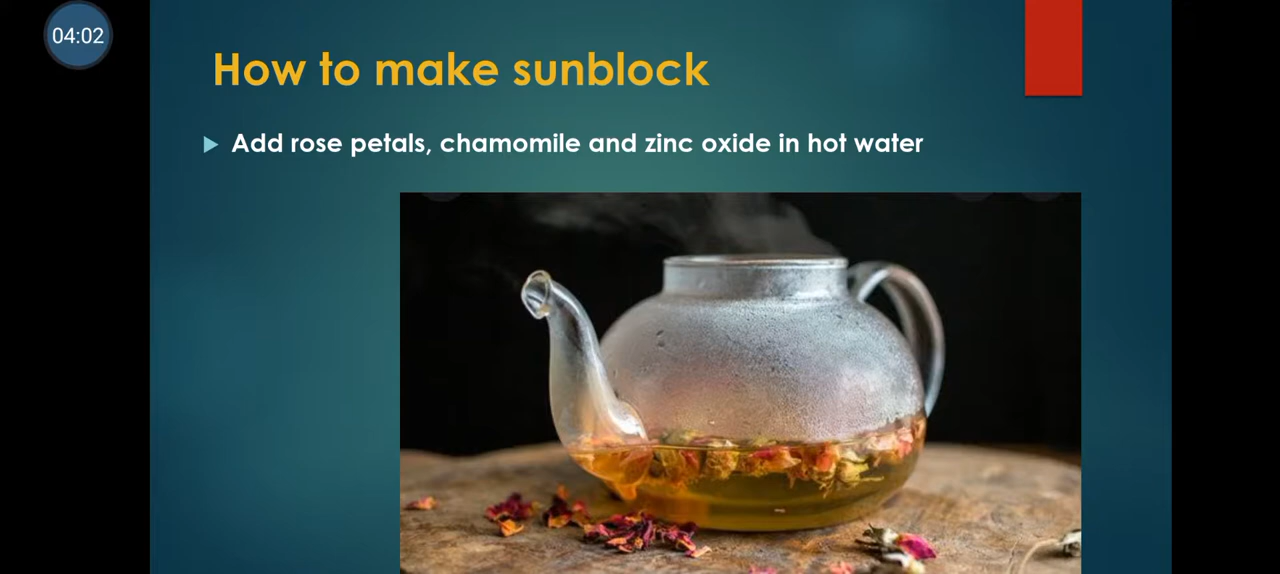 04:02
How to make sunblock
Add rose petals, chamomile and zinc oxide in hot water